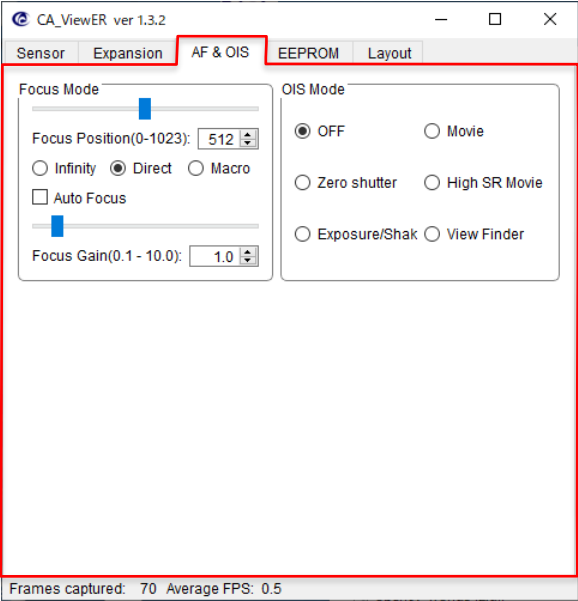 CA_ViewER ver 1.3.2
Sensor Expansion AF & OIS EEPROM Layout
Focus Mode
Focus Position(0-1023): 512
Infinity Direct Macro
Auto Focus
Focus Gain(0.1 - 10.0): 1.0
OIS Mode
OFF Movie
Zero shutter High SR Movie
Exposure/Shak View Finder
Frames captured: 70 Average FPS: 0.5